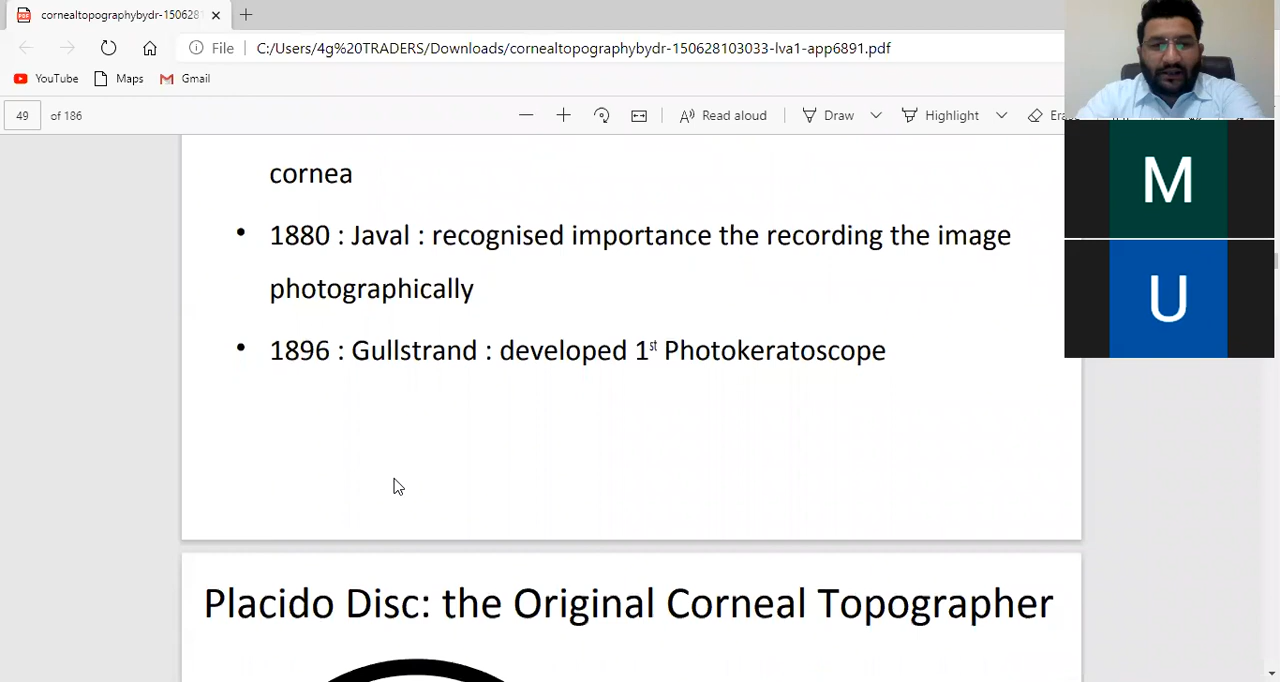 cornealtopographybydr-150628
File
C:/Users/4g%20TRADERS/Downloads/cornealtopographybydr-150628103033-lva1-app6891.pdf
YouTube
Maps
Gmail
49
of 186
Read aloud
Draw
Highlight
cornea
• 1880 : Javal : recognised importance the recording the image
photographically
• 1896 : Gullstrand : developed 1st Photokeratoscope
Placido Disc: the Original Corneal Topographer
M
U